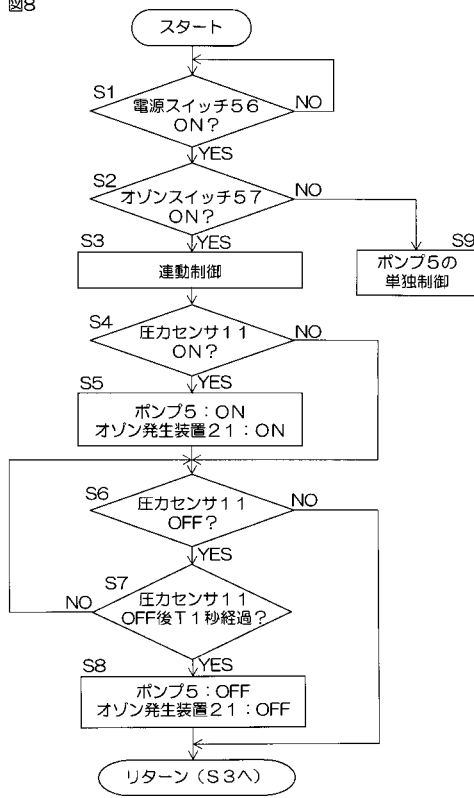 図8
スタート
S1
電源スイッチ56
ON?
NO
YES
S2
オゾンスイッチ57
ON?
NO
YES
S3
連動制御
S9
ポンプ5の
単独制御
S4
圧力センサ11
ON?
NO
YES
S5
ポンプ5:ON
オゾン発生装置21:ON
S6
圧力センサ11
OFF?
NO
YES
S7
圧力センサ11
OFF後T1秒経過?
NO
YES
S8
ポンプ5:OFF
オゾン発生装置21:OFF
リターン(S3へ)